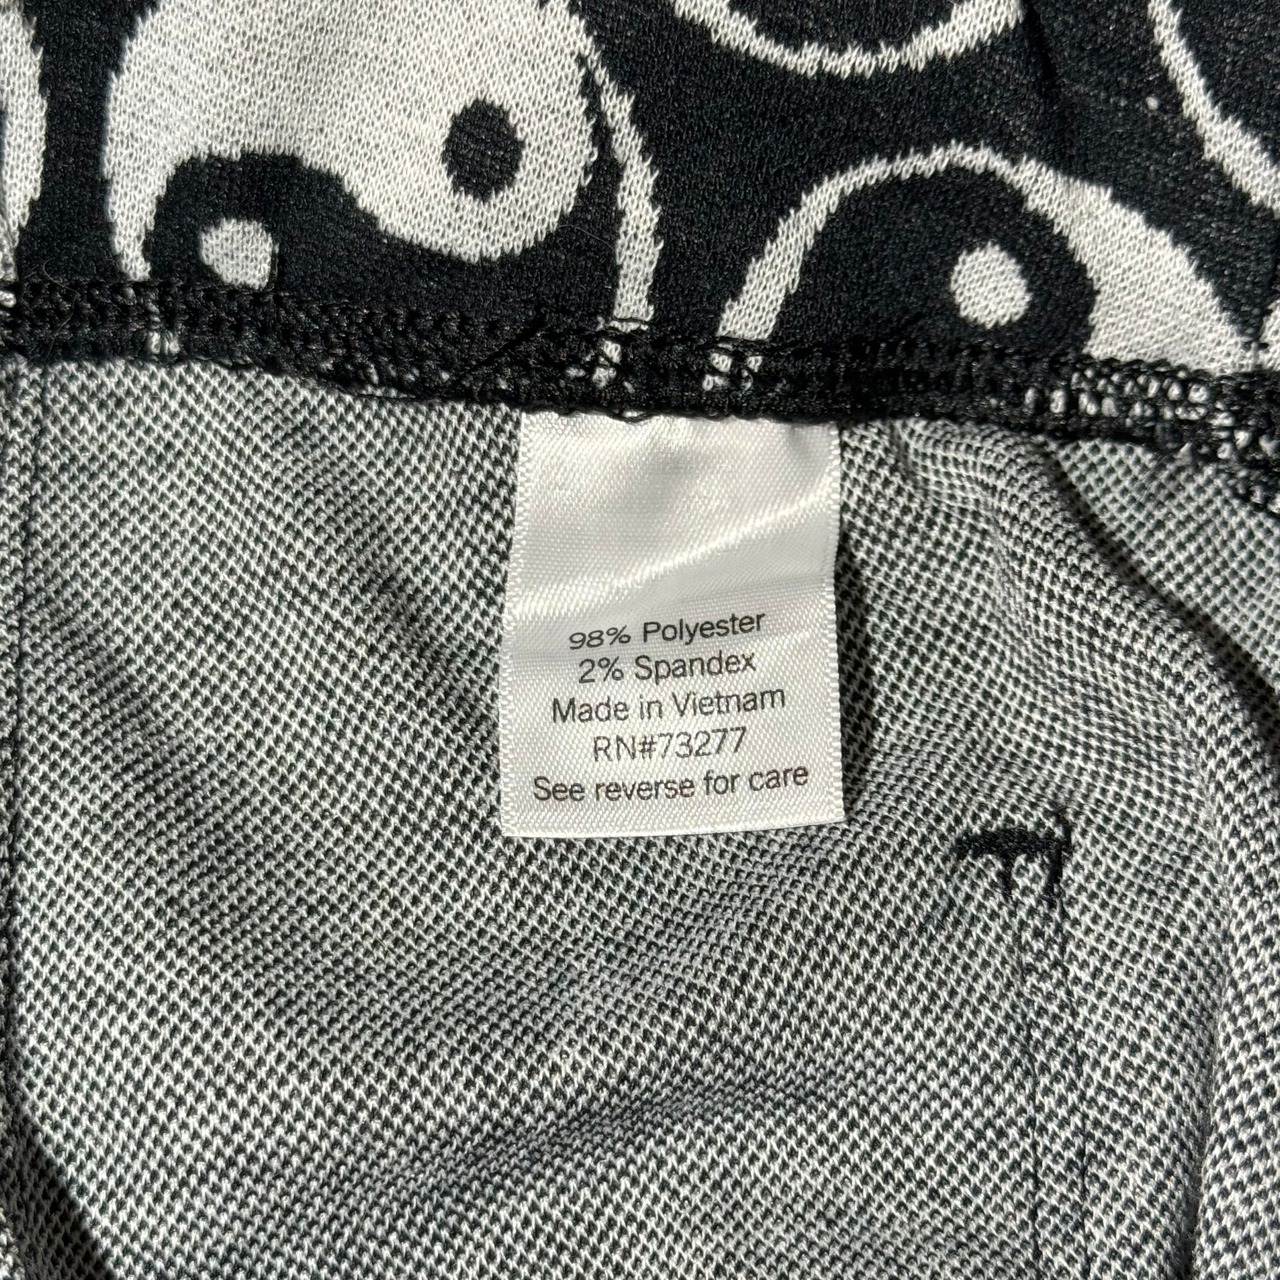 98% Polyester
2% Spandex
Made in Vietnam
RN#73277
See reverse for care